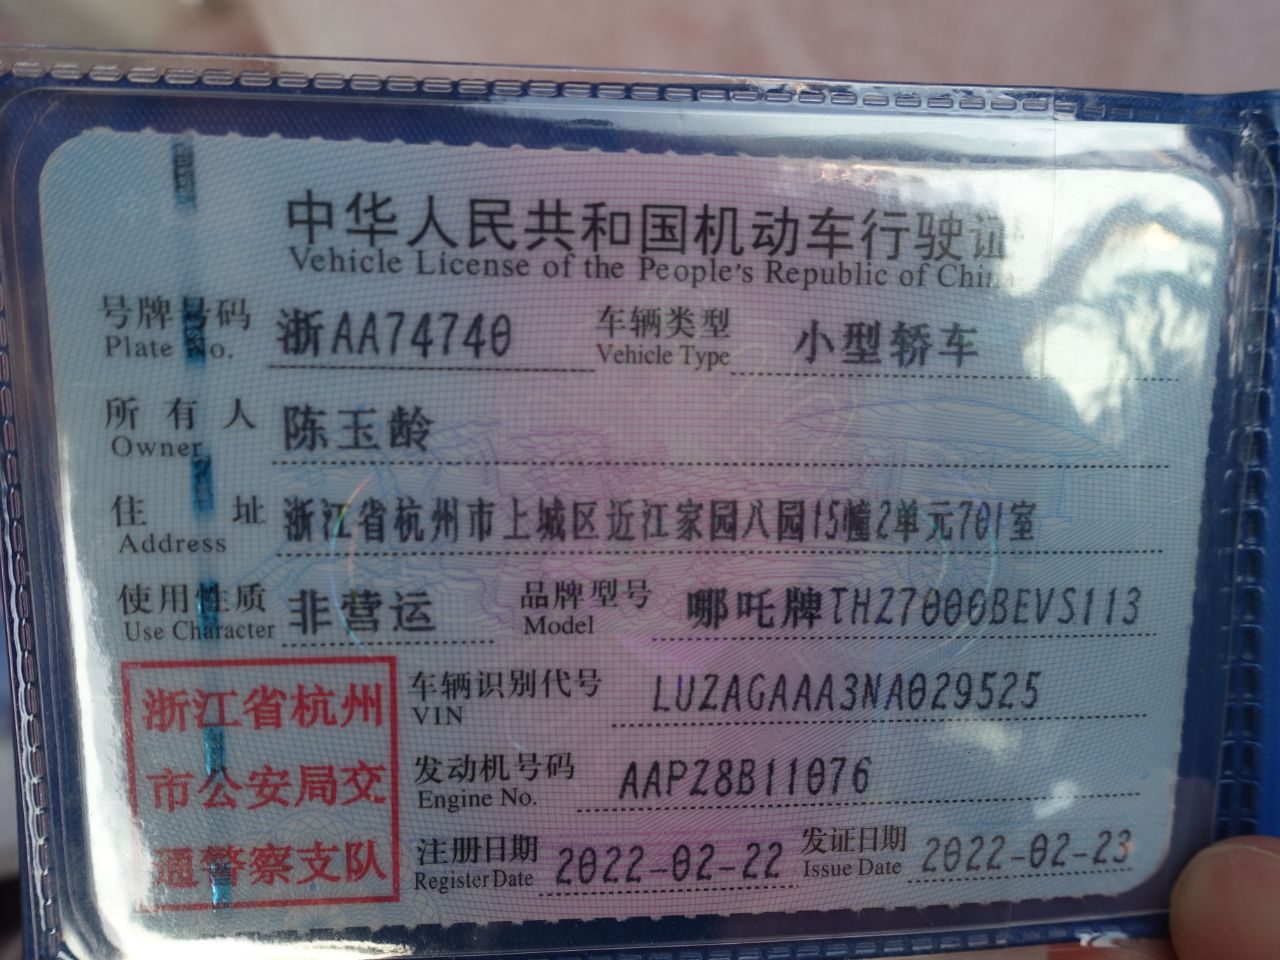 中华人民共和国机动车行驶证
Vehicle License of the People's Republic of China
号牌号码 浙AA74740 车辆类型 小型轿车
Plate No. Vehicle Type
所有人 陈玉龄
Owner
住址 浙江省杭州市上城区近江家园八园15幢2单元701室
Address
使用性质 非营运 品牌型号 哪吒牌THZ7000BEVS113
Use Character Model
浙江省杭州
市公安局交
通警察支队
车辆识别代号 LUZAGAAA3NA029525
VIN
发动机号码 AAPZ8B11076
Engine No.
注册日期 2022-02-22 发证日期 2022-02-23
Register Date Issue Date